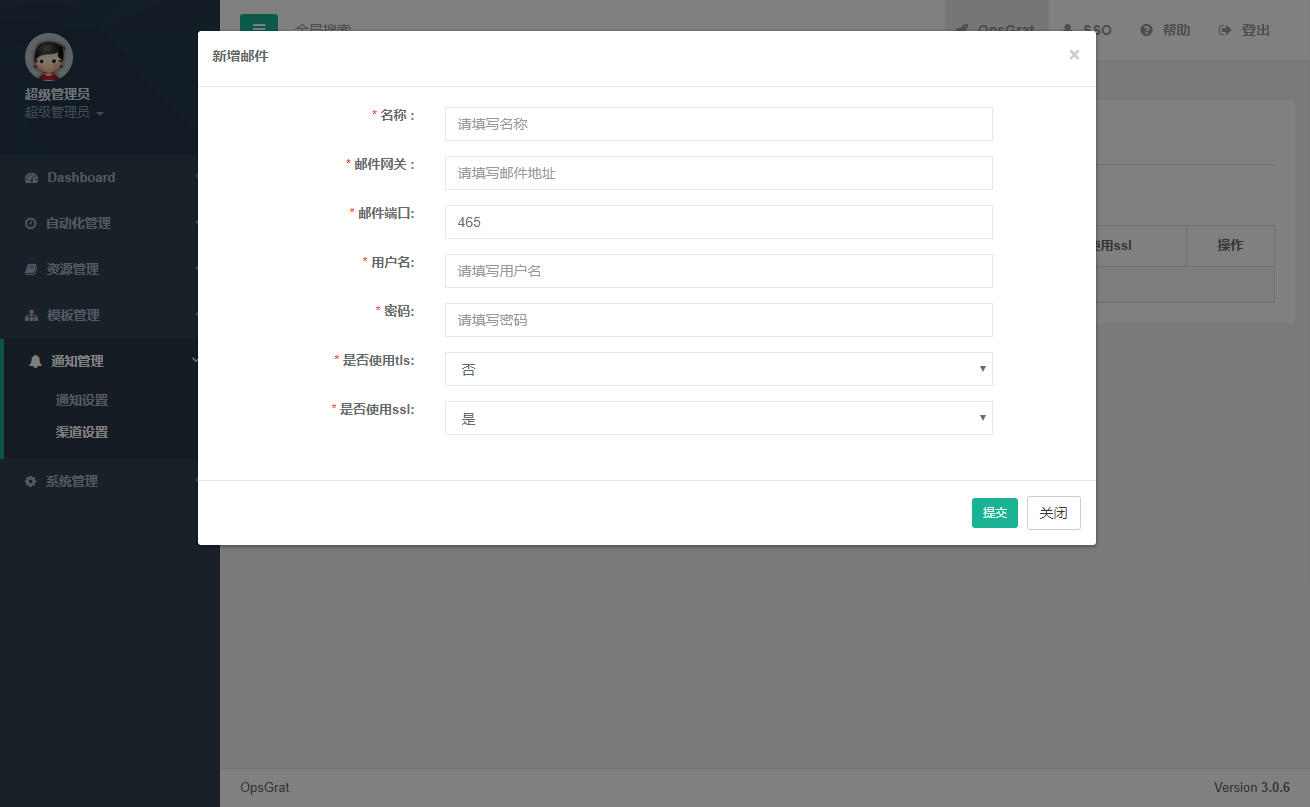 超级管理员
超级管理员
Dashboard
自动化管理
资源管理
模板管理
通知管理
通知设置
渠道设置
系统管理
全局搜索
OpsGrat
SSO
帮助
登出
新增邮件
×
* 名称：
请填写名称
* 邮件网关：
请填写邮件地址
* 邮件端口:
465
* 用户名:
请填写用户名
* 密码:
请填写密码
* 是否使用tls:
否
* 是否使用ssl:
是
提交
关闭
用ssl
操作
OpsGrat
Version 3.0.6